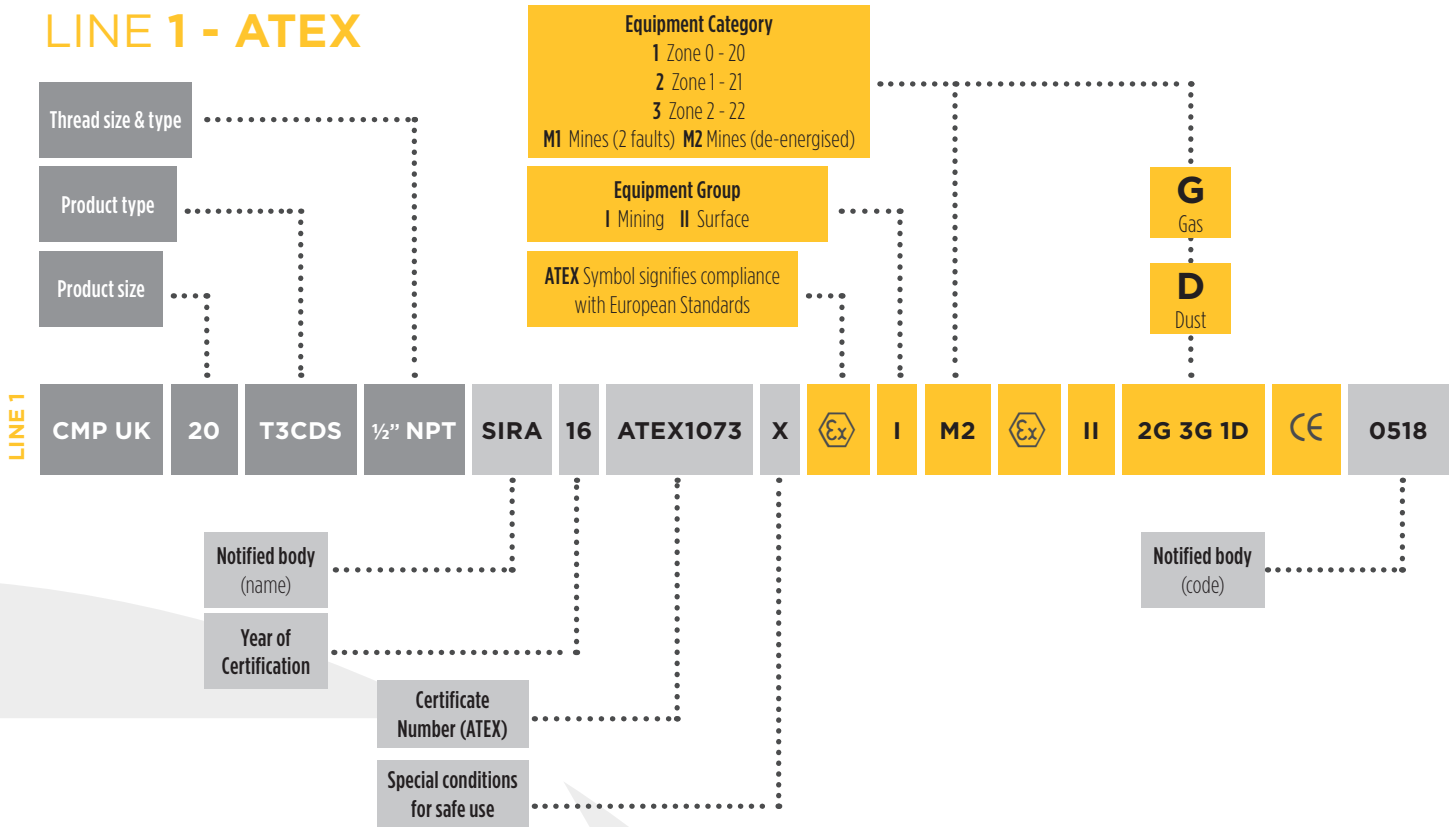 LINE 1 - ATEX
Equipment Category
1 Zone 0 - 20
2 Zone 1 - 21
3 Zone 2 - 22
M1 Mines (2 faults) M2 Mines (de-energised)
Thread size & type
Product type
Product size
Equipment Group
I Mining II Surface
ATEX Symbol signifies compliance
with European Standards
G
Gas
D
Dust
LINE 1
CMP UK 20 T3CDS ½” NPT SIRA 16 ATEX1073 X Ex I M2 Ex II 2G 3G 1D CE 0518
Notified body
(name)
Year of
Certification
Certificate
Number (ATEX)
Special conditions
for safe use
Notified body
(code)